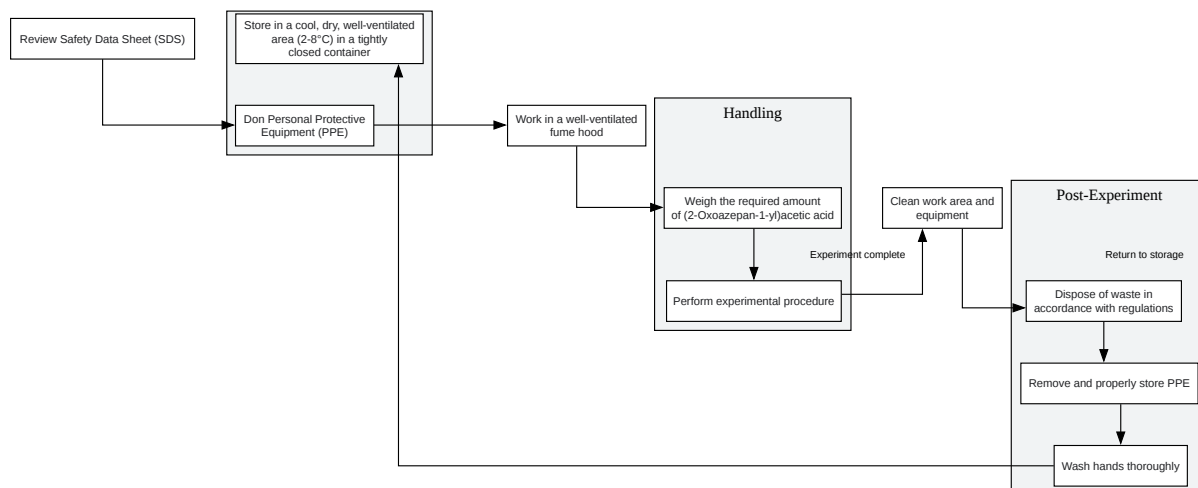 Review Safety Data Sheet (SDS)
Store in a cool, dry, well-ventilated
area (2-8°C) in a tightly
closed container
Don Personal Protective
Equipment (PPE)
Work in a well-ventilated
fume hood
Handling
Weigh the required amount
of (2-Oxoazepan-1-yl)acetic acid
Perform experimental procedure
Experiment complete
Clean work area and
equipment
Post-Experiment
Return to storage
Dispose of waste in
accordance with regulations
Remove and properly store PPE
Wash hands thoroughly